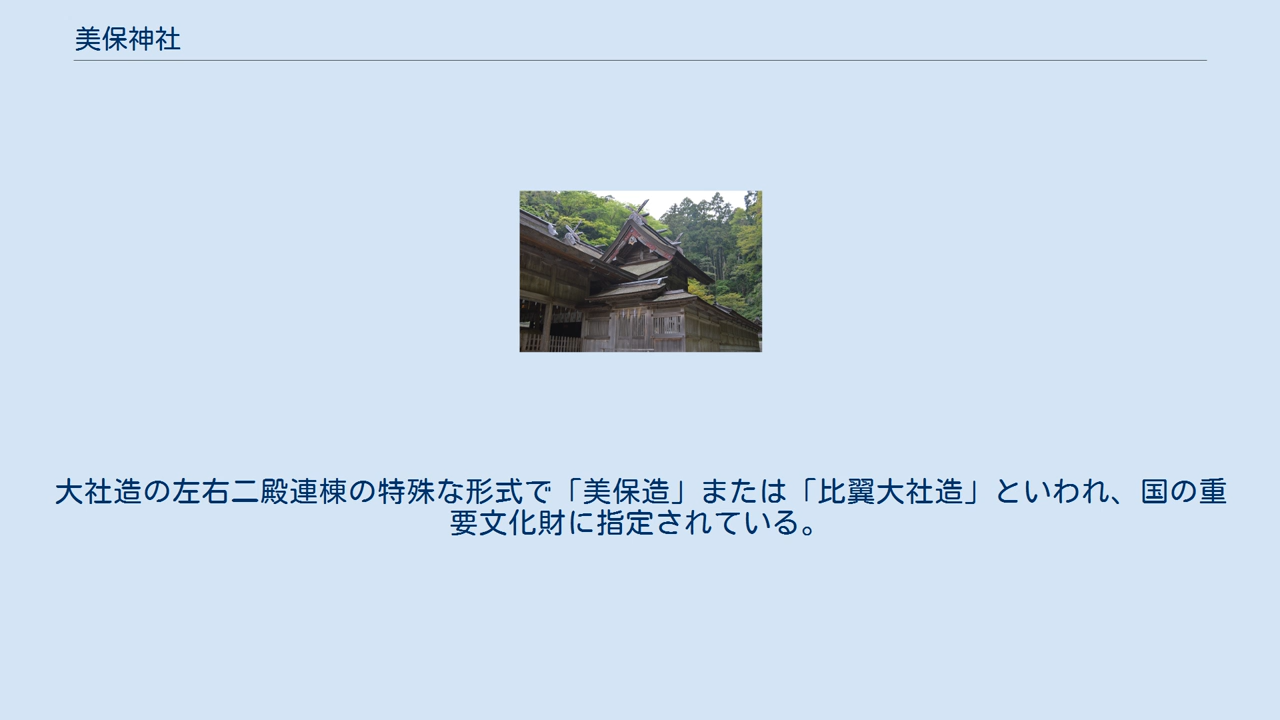 美保神社
大社造の左右二殿連棟の特殊な形式で「美保造」または「比翼大社造」といわれ、国の重
要文化財に指定されている。